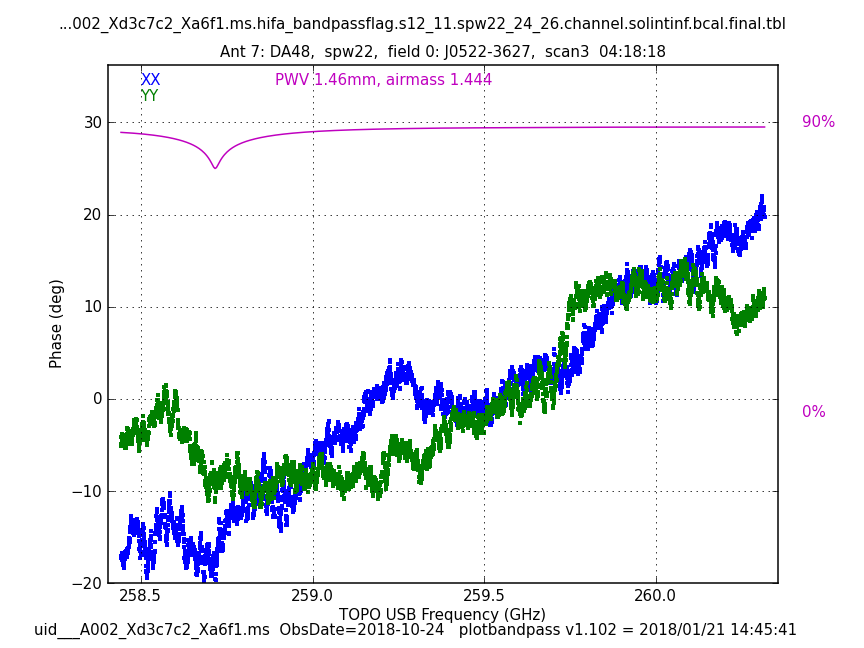 ...002_Xd3c7c2_Xa6f1.ms.hifa_bandpassflag.s12_11.spw22_24_26.channel.solintinf.bcal.final.tbl
Ant 7: DA48,  spw22,  field 0: J0522-3627,  scan3  04:18:18
XX
PWV 1.46mm, airmass 1.444
YY
90%
30
20
10
0
−10
−20
Phase (deg)
0%
258.5 259.0 259.5 260.0
TOPO USB Frequency (GHz)
uid___A002_Xd3c7c2_Xa6f1.ms  ObsDate=2018-10-24   plotbandpass v1.102 = 2018/01/21 14:45:41